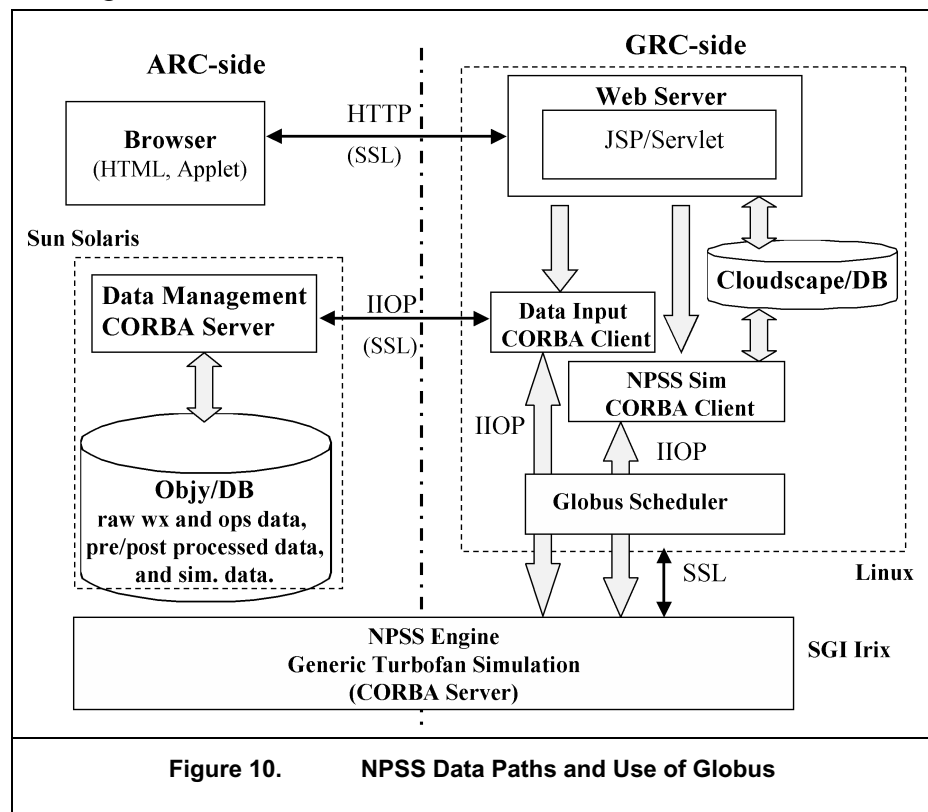 ARC-side
GRC-side
Browser
(HTML, Applet)
HTTP
(SSL)
Web Server
JSP/Servlet
Sun Solaris
Data Management
CORBA Server
IIOP
(SSL)
Data Input
CORBA Client
Cloudscape/DB
NPSS Sim
CORBA Client
IIOP
IIOP
Objy/DB
raw wx and ops data,
pre/post processed data,
and sim. data.
Globus Scheduler
SSL
Linux
NPSS Engine
Generic Turbofan Simulation
(CORBA Server)
SGI Irix
Figure 10. NPSS Data Paths and Use of Globus